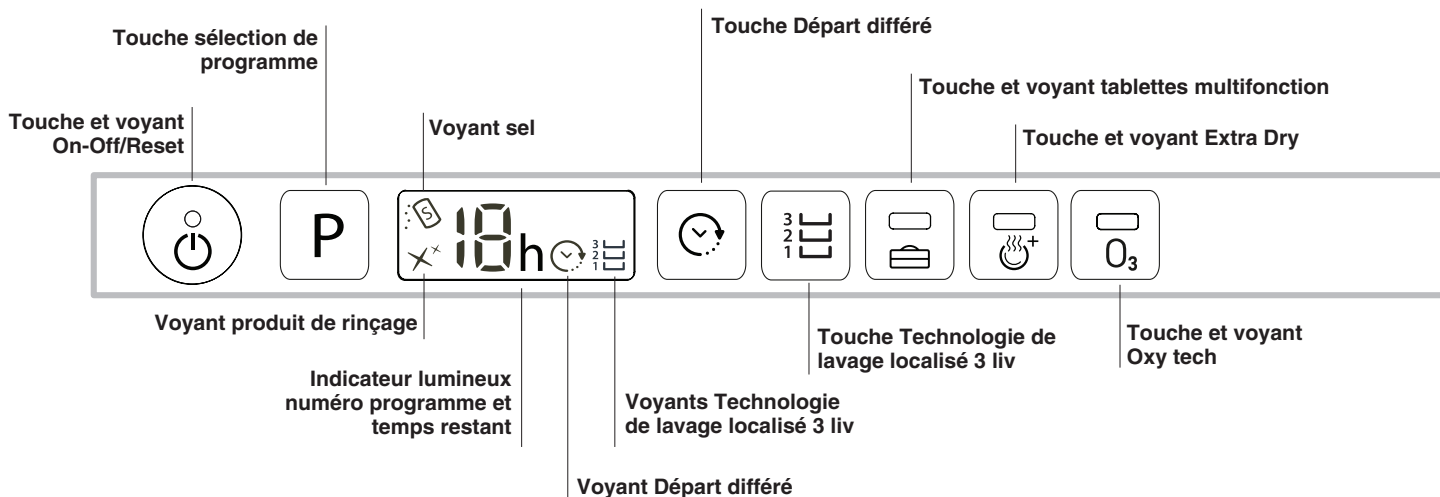 Touche Départ différé
Touche sélection de
programme
Touche et voyant tablettes multifonction
Touche et voyant
On-Off/Reset
Voyant sel
Touche et voyant Extra Dry
P
S
18h
3
2
1
3
2
1
+
O3
Voyant produit de rinçage
Touche Technologie de
lavage localisé 3 liv
Touche et voyant
Oxy tech
Indicateur lumineux
numéro programme et
temps restant
Voyants Technologie
de lavage localisé 3 liv
Voyant Départ différé